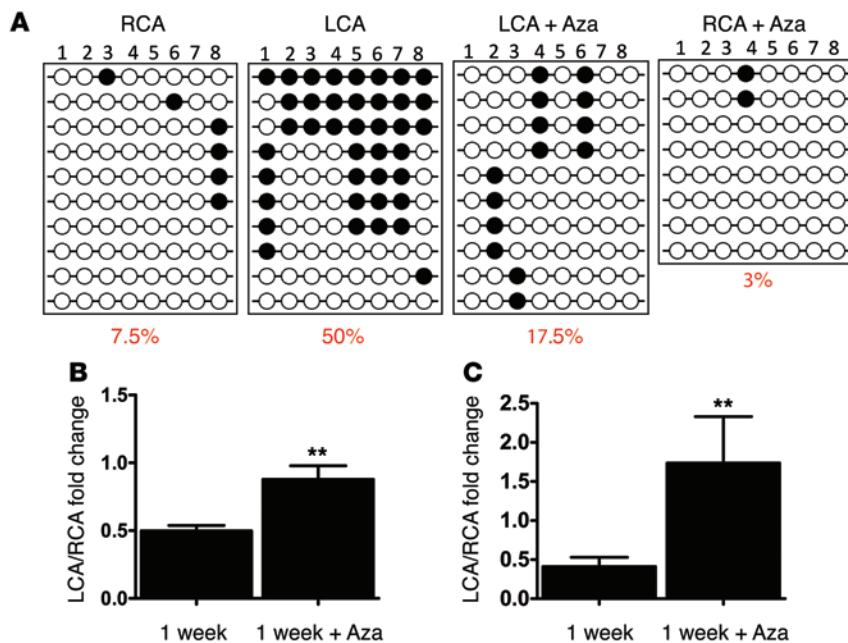 A
RCA LCA LCA + Aza RCA + Aza
1 2 3 4 5 6 7 8 1 2 3 4 5 6 7 8 1 2 3 4 5 6 7 8 1 2 3 4 5 6 7 8
7.5% 50% 17.5% 3%
B
LCA/RCA fold change
1.5
1.0
0.5
0.0
**
1 week 1 week + Aza
C
LCA/RCA fold change
2.5
2.0
1.5
1.0
0.5
0.0
**
1 week 1 week + Aza